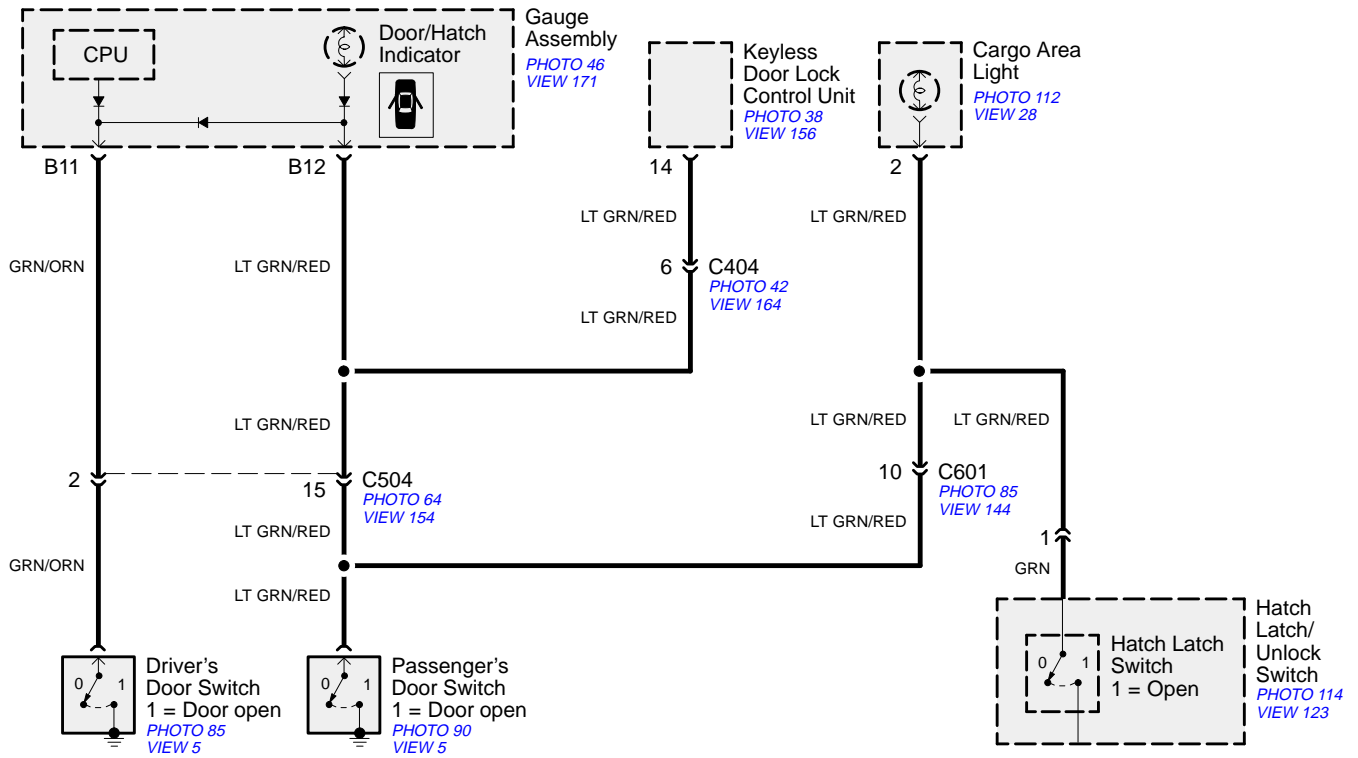 CPU
Door/Hatch
Indicator
Gauge
Assembly
PHOTO 46
VIEW 171
Keyless
Door Lock
Control Unit
PHOTO 38
VIEW 156
Cargo Area
Light
PHOTO 112
VIEW 28
B11
B12
14
2
LT GRN/RED
LT GRN/RED
GRN/ORN
LT GRN/RED
6
C404
PHOTO 42
VIEW 164
LT GRN/RED
LT GRN/RED
LT GRN/RED
LT GRN/RED
2
15
C504
PHOTO 64
VIEW 154
10
C601
PHOTO 85
VIEW 144
LT GRN/RED
LT GRN/RED
1
GRN/ORN
GRN
LT GRN/RED
Driver's
Door Switch
1 = Door open
PHOTO 85
VIEW 5
0 1
Passenger's
Door Switch
1 = Door open
PHOTO 90
VIEW 5
0 1
Hatch Latch
Switch
1 = Open
0 1
Hatch
Latch/
Unlock
Switch
PHOTO 114
VIEW 123